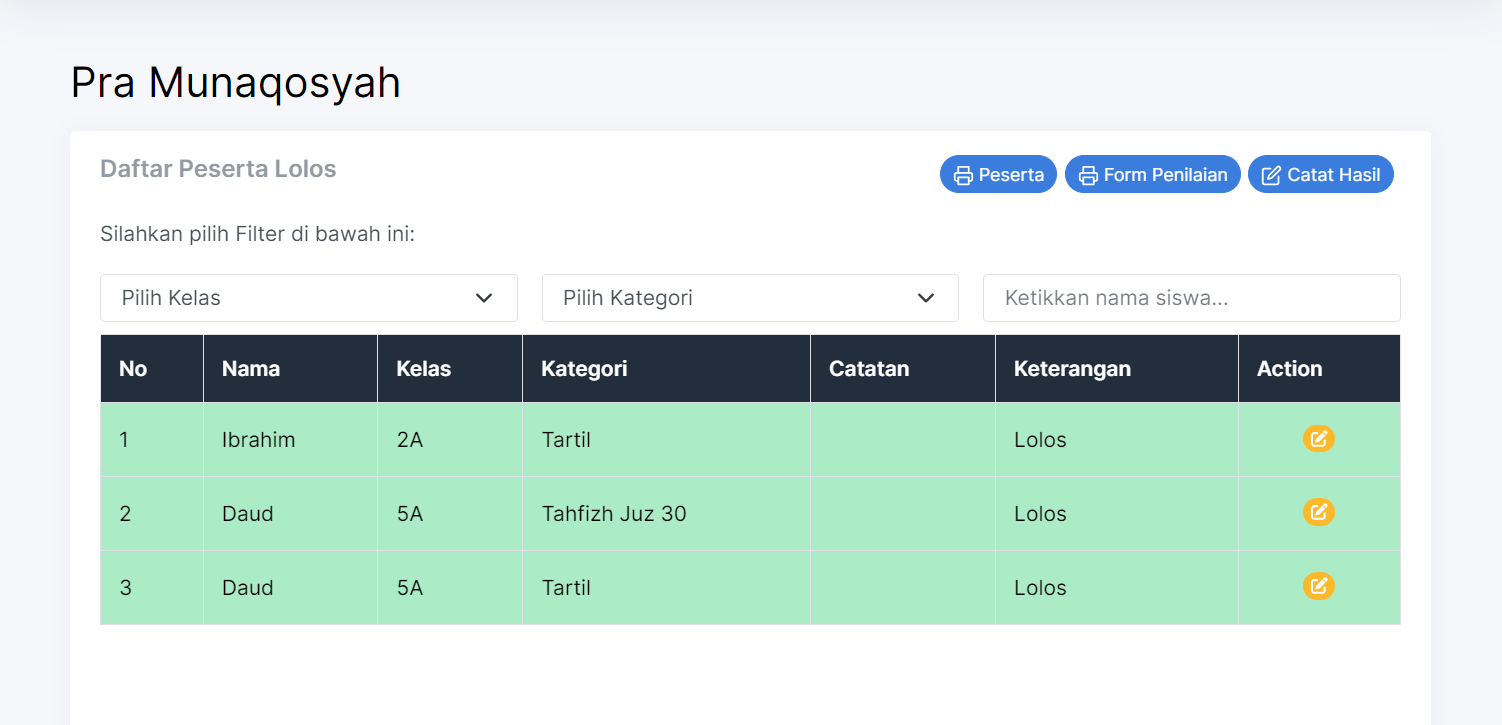 Pra Munaqosyah
Daftar Peserta Lolos
Peserta Form Penilaian Catat Hasil
Silahkan pilih Filter di bawah ini:
Pilih Kelas Pilih Kategori Ketikkan nama siswa...
No Nama Kelas Kategori Catatan Keterangan Action
1 Ibrahim 2A Tartil Lolos
2 Daud 5A Tahfizh Juz 30 Lolos
3 Daud 5A Tartil Lolos